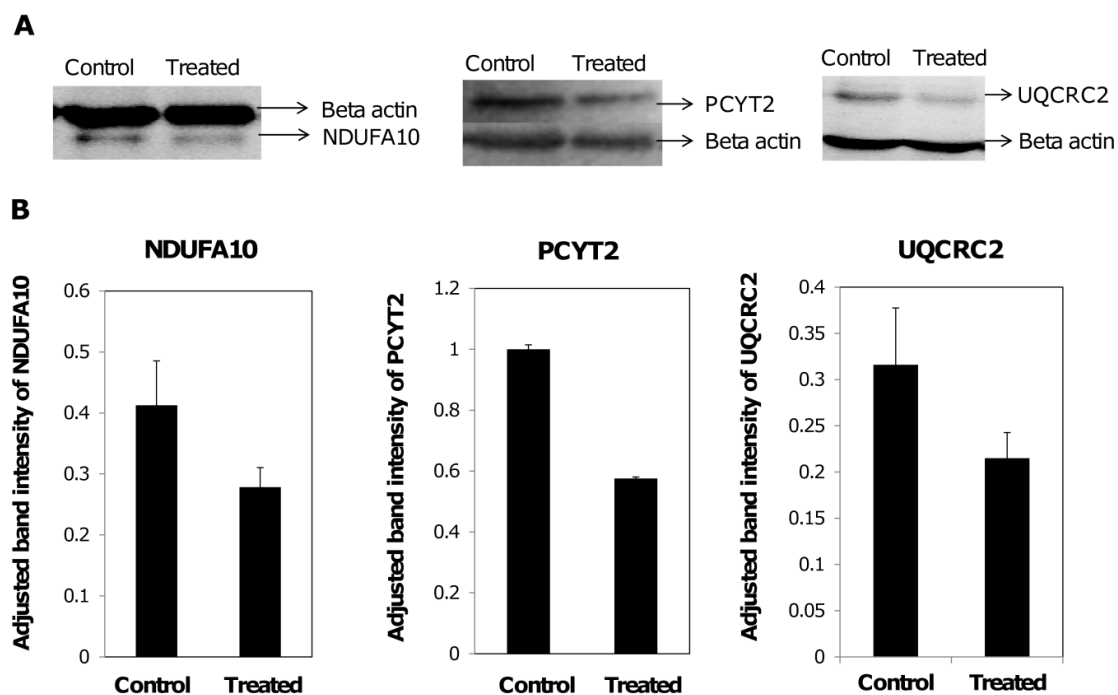 A
Control Treated
Beta actin
NDUFA10
Control Treated
PCYT2
Beta actin
Control Treated
UQCRC2
Beta actin
B
NDUFA10
Adjusted band intensity of NDUFA10
0.6
0.5
0.4
0.3
0.2
0.1
0
Control Treated
PCYT2
Adjusted band intensity of PCYT2
1.2
1
0.8
0.6
0.4
0.2
0
Control Treated
UQCRC2
Adjusted band intensity of UQCRC2
0.4
0.35
0.3
0.25
0.2
0.15
0.1
0.05
0
Control Treated